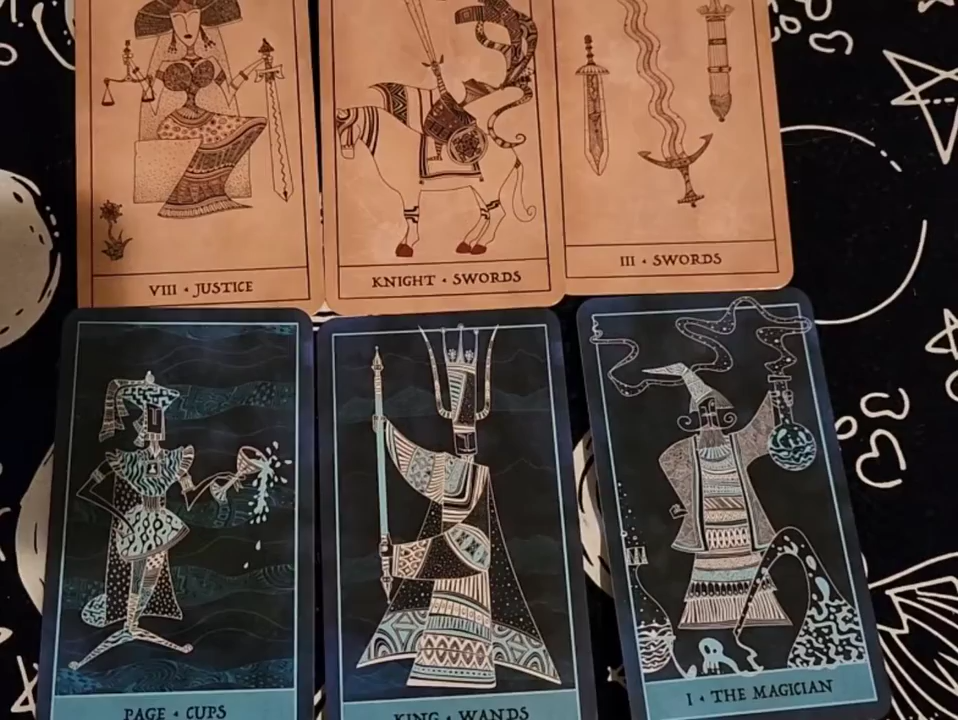 VIII • JUSTICE
KNIGHT • SWORDS
III • SWORDS
PAGE • CUPS
KING • WANDS
I • THE MAGICIAN